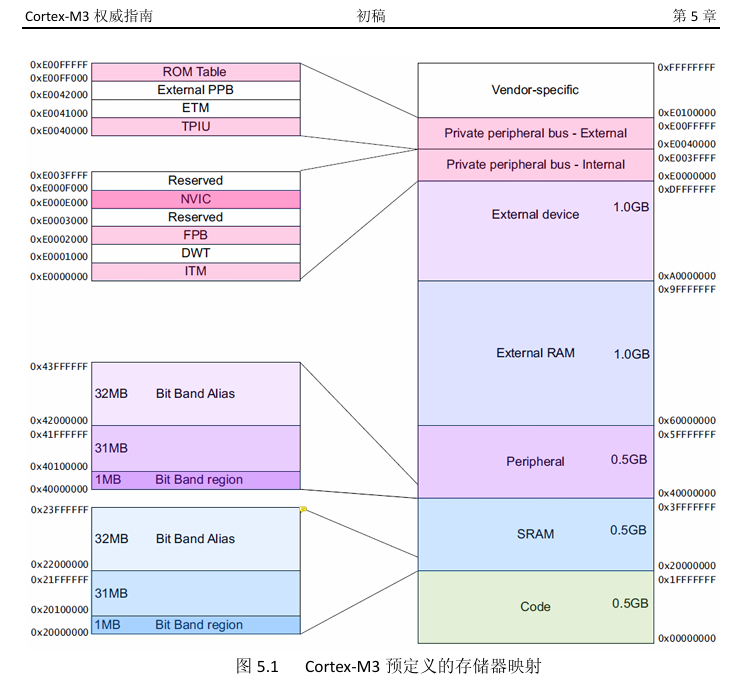 Cortex-M3 权威指南 初稿 第 5 章
0xE00FFFFF
ROM Table
0xE00FF000
External PPB
0xE0042000
ETM
0xE0041000
TPIU
0xE0040000
0xE003FFFF
Reserved
0xE000F000
NVIC
0xE000E000
Reserved
0xE0003000
FPB
0xE0002000
DWT
0xE0001000
ITM
0xE0000000
0x43FFFFFF
32MB Bit Band Alias
0x42000000
0x41FFFFFF
31MB
0x40100000
1MB Bit Band region
0x40000000
0x23FFFFFF
32MB Bit Band Alias
0x22000000
0x21FFFFFF
31MB
0x20100000
1MB Bit Band region
0x20000000
0xFFFFFFFF
Vendor-specific
0xE0100000
0xE00FFFFF
Private peripheral bus - External
0xE0040000
0xE003FFFF
Private peripheral bus - Internal
0xE0000000
0xDFFFFFFF
1.0GB
External device
0xA0000000
0x9FFFFFFF
External RAM 1.0GB
0x60000000
0x5FFFFFFF
Peripheral 0.5GB
0x40000000
0x3FFFFFFF
SRAM 0.5GB
0x20000000
0x1FFFFFFF
Code 0.5GB
0x00000000
图 5.1 Cortex-M3 预定义的存储器映射